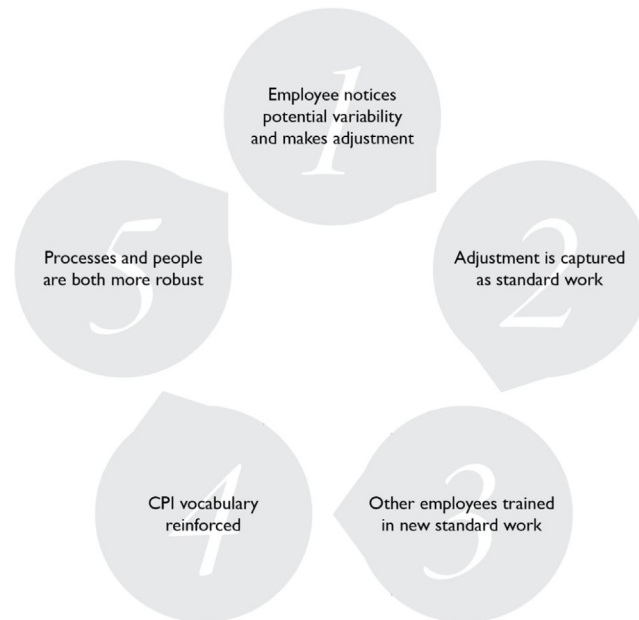 1
Employee notices
potential variability
and makes adjustment
2
Adjustment is captured
as standard work
3
Other employees trained
in new standard work
4
CPI vocabulary
reinforced
5
Processes and people
are both more robust